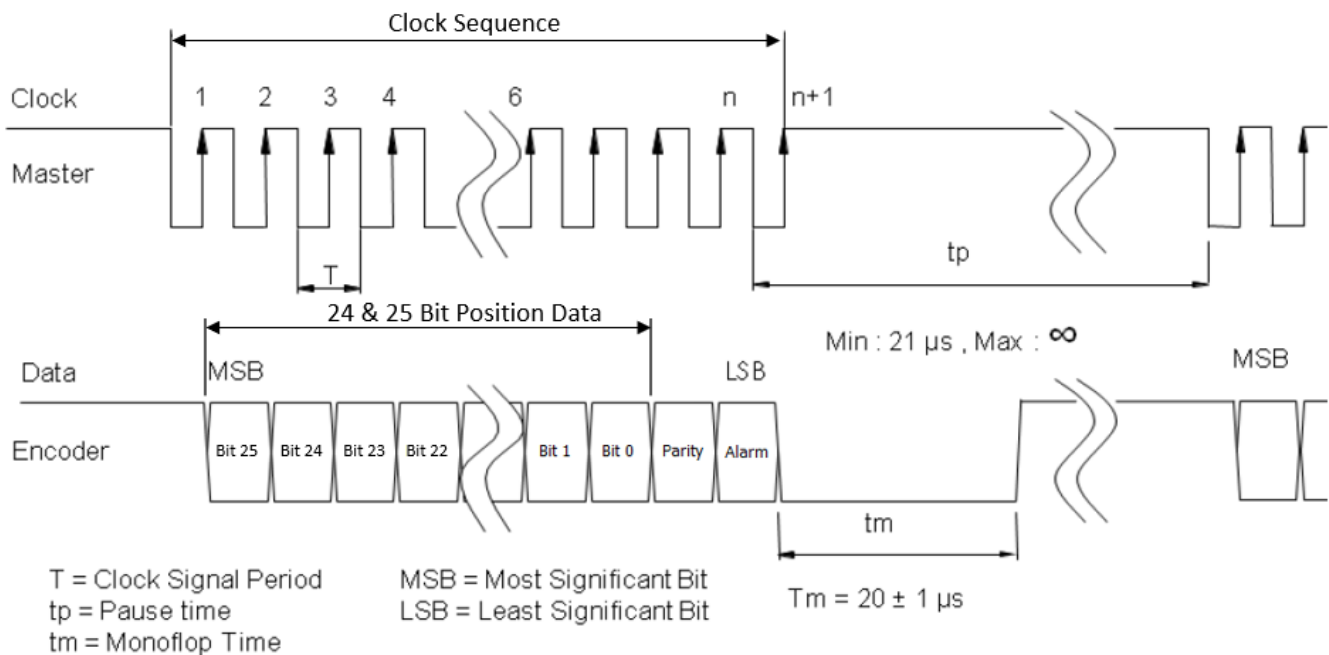 Clock Sequence
Clock
1 2 3 4 6 n n+1
Master
T
tp
24 & 25 Bit Position Data
Min : 21 µs , Max : ∞
Data
MSB
LSB
MSB
Encoder
Bit 25 Bit 24 Bit 23 Bit 22 Bit 1 Bit 0 Parity Alarm
tm
T = Clock Signal Period
MSB = Most Significant Bit
Tm = 20 ± 1 µs
tp = Pause time
LSB = Least Significant Bit
tm = Monoflop Time